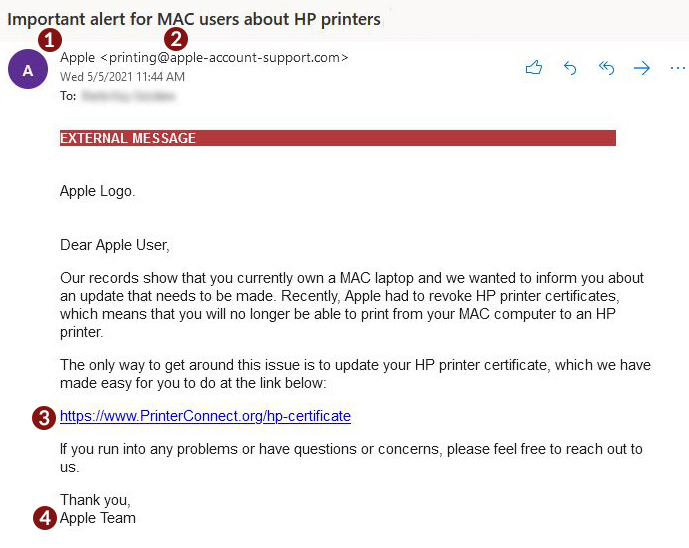 Important alert for MAC users about HP printers
1 2
A
Apple <printing@apple-account-support.com>
Wed 5/5/2021 11:44 AM
To:
EXTERNAL MESSAGE
Apple Logo.
Dear Apple User,
Our records show that you currently own a MAC laptop and we wanted to inform you about
an update that needs to be made. Recently, Apple had to revoke HP printer certificates,
which means that you will no longer be able to print from your MAC computer to an HP
printer.
The only way to get around this issue is to update your HP printer certificate, which we have
made easy for you to do at the link below:
3 https://www.PrinterConnect.org/hp-certificate
If you run into any problems or have questions or concerns, please feel free to reach out to
us.
Thank you,
4 Apple Team